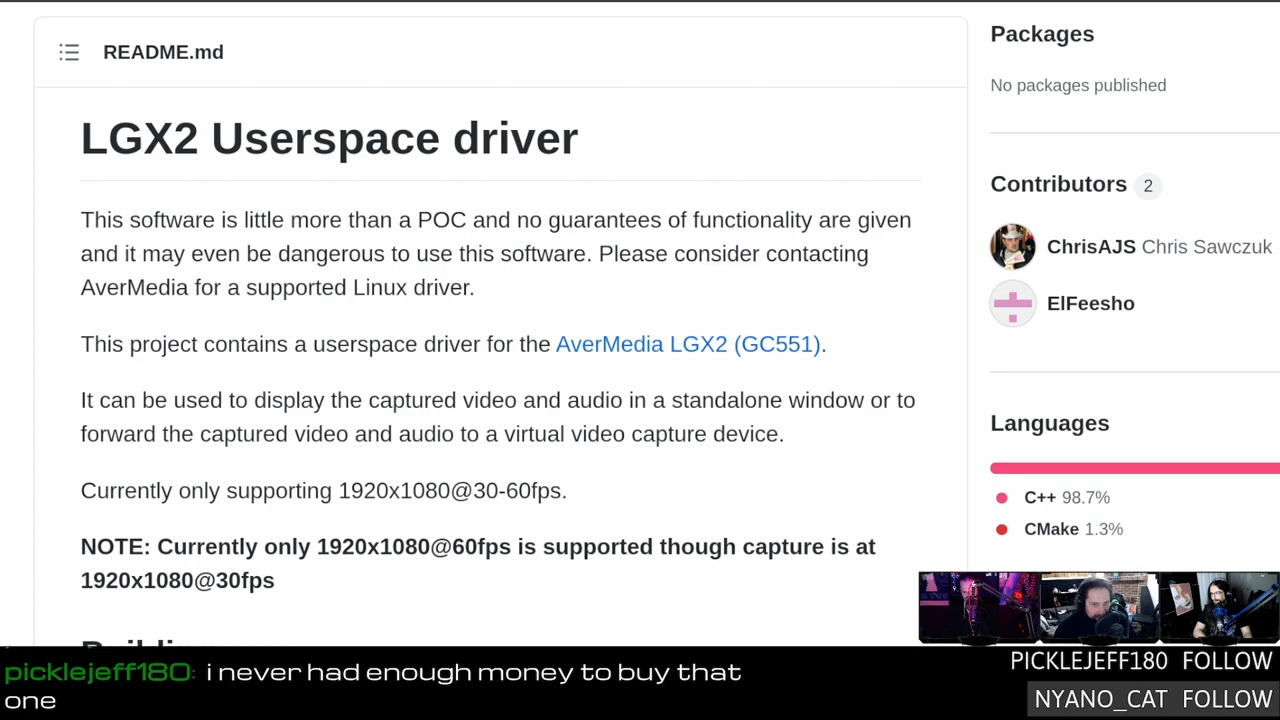 README.md
LGX2 Userspace driver
This software is little more than a POC and no guarantees of functionality are given
and it may even be dangerous to use this software. Please consider contacting
AverMedia for a supported Linux driver.
This project contains a userspace driver for the AverMedia LGX2 (GC551).
It can be used to display the captured video and audio in a standalone window or to
forward the captured video and audio to a virtual video capture device.
Currently only supporting 1920x1080@30-60fps.
NOTE: Currently only 1920x1080@60fps is supported though capture is at
1920x1080@30fps
Packages
No packages published
Contributors 2
ChrisAJS Chris Sawczuk
ElFeesho
Languages
C++ 98.7%
CMake 1.3%
picklejeff180: i never had enough money to buy that
one
PICKLEJEFF180 FOLLOW
NYANO_CAT FOLLOW